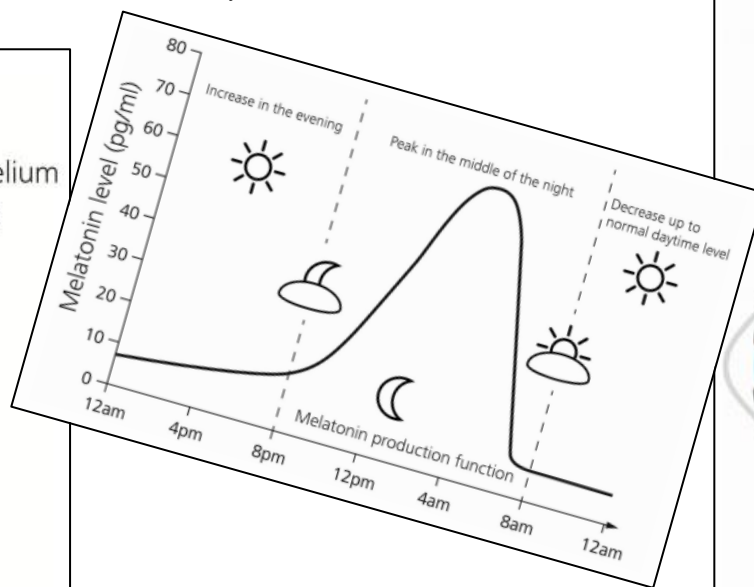 elium
80
70
60
50
40
30
20
10
0
Melatonin level (pg/ml)
Increase in the evening
Peak in the middle of the night
Decrease up to
normal daytime level
Melatonin production function
12am
4pm
8pm
12pm
4am
8am
12am